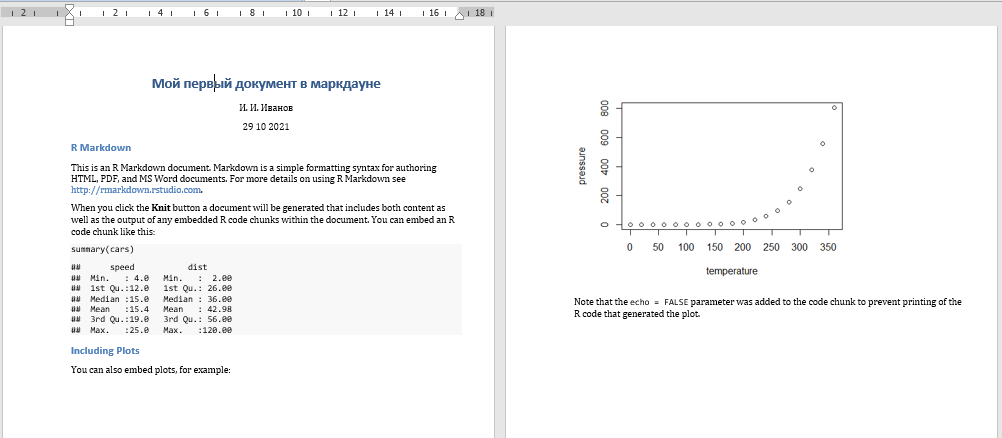 2 2 4 6 8 10 12 14 16 18
Мой первый документ в маркдауне
И. И. Иванов
29 10 2021
R Markdown
This is an R Markdown document. Markdown is a simple formatting syntax for authoring
HTML, PDF, and MS Word documents. For more details on using R Markdown see
http://rmarkdown.rstudio.com.
When you click the Knit button a document will be generated that includes both content as
well as the output of any embedded R code chunks within the document. You can embed an R
code chunk like this:
summary(cars)
##      speed           dist
##  Min.   : 4.0   Min.   :  2.00
##  1st Qu.:12.0   1st Qu.: 26.00
##  Median :15.0   Median : 36.00
##  Mean   :15.4   Mean   : 42.98
##  3rd Qu.:19.0   3rd Qu.: 56.00
##  Max.   :25.0   Max.   :120.00
Including Plots
You can also embed plots, for example:
pressure
800
600
400
200
0
0 50 100 150 200 250 300 350
temperature
Note that the echo = FALSE parameter was added to the code chunk to prevent printing of the
R code that generated the plot.